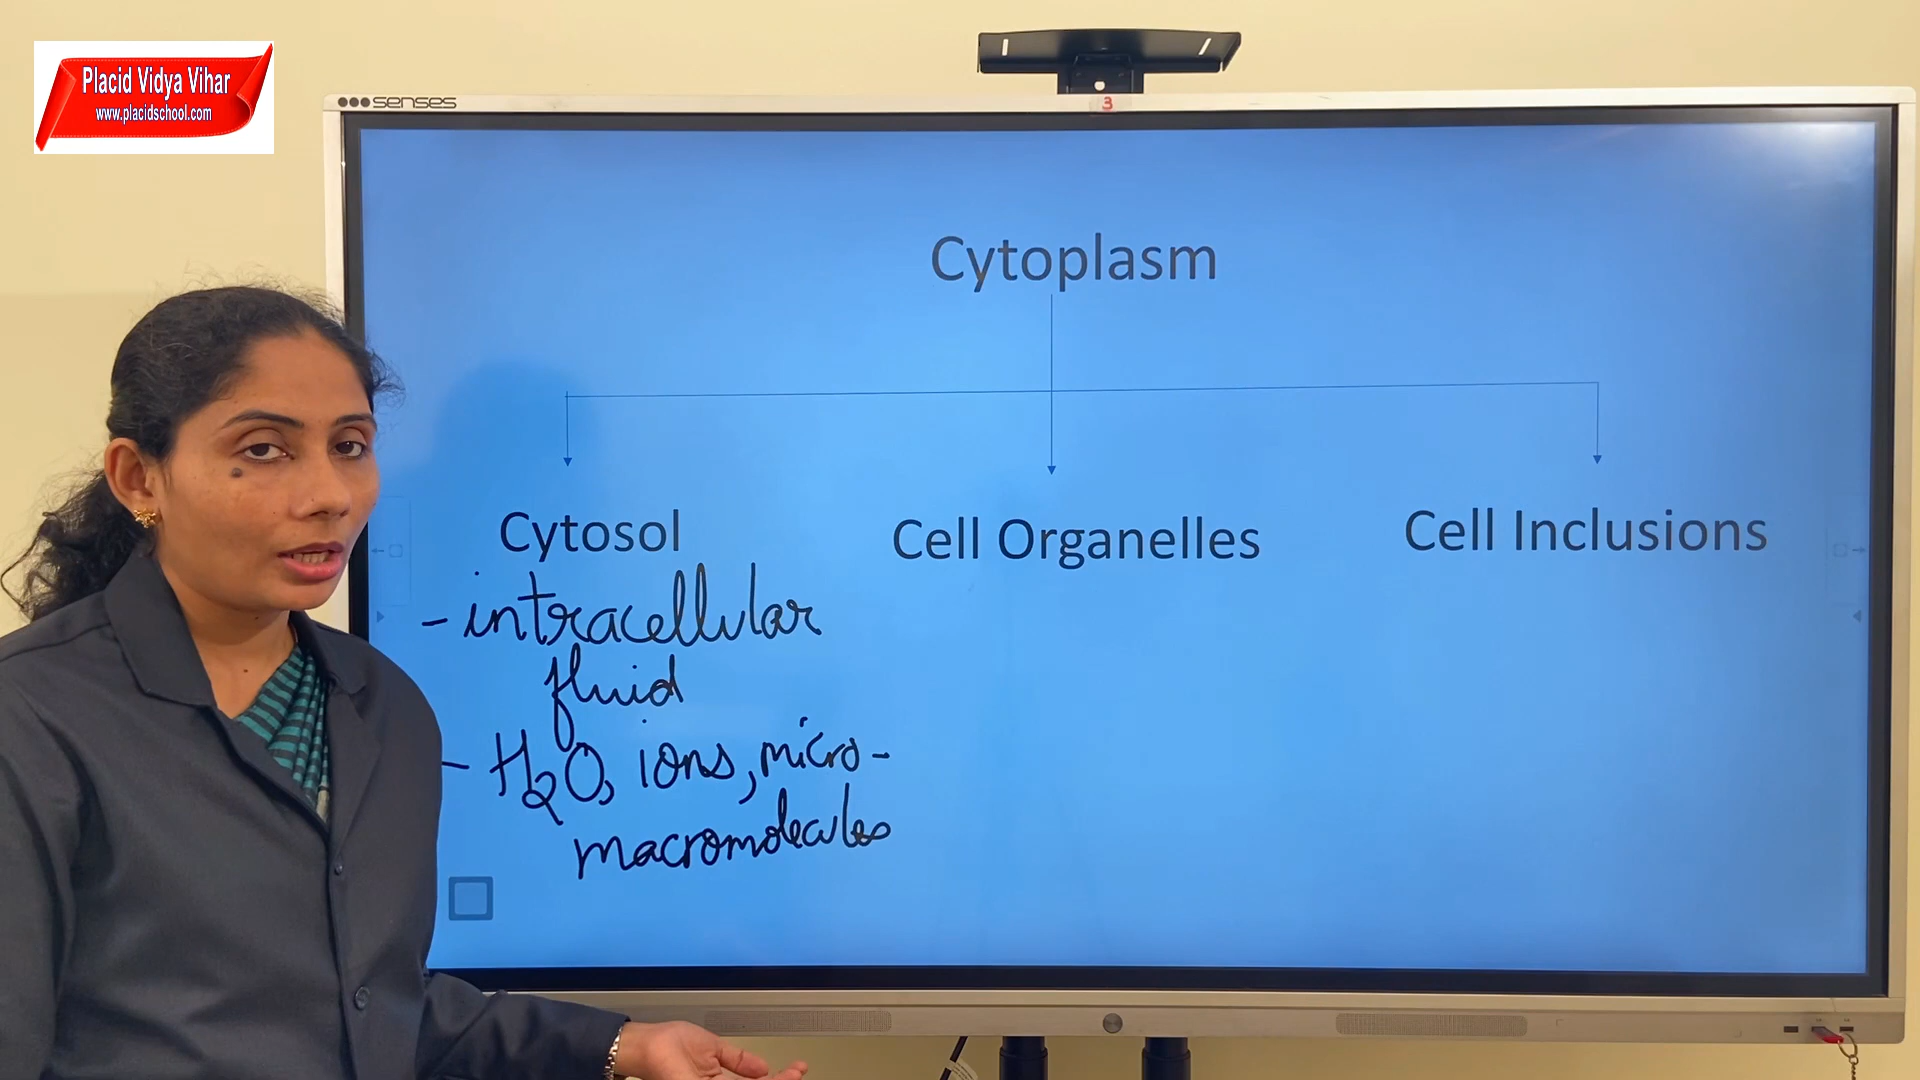 Placid Vidya Vihar
www.placidschool.com
senses
3
Cytoplasm
Cytosol
Cell Organelles
Cell Inclusions
- intracellular
fluid
- H2O, ions, micro-
macromolecules